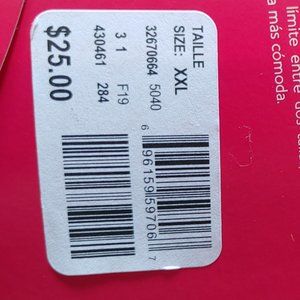 TAILLE
SIZE: XXL
32670664 5040
3 1 F19
430461 284
$25.00
6 96159 59706 7
límite entre dos
a más cómoda.